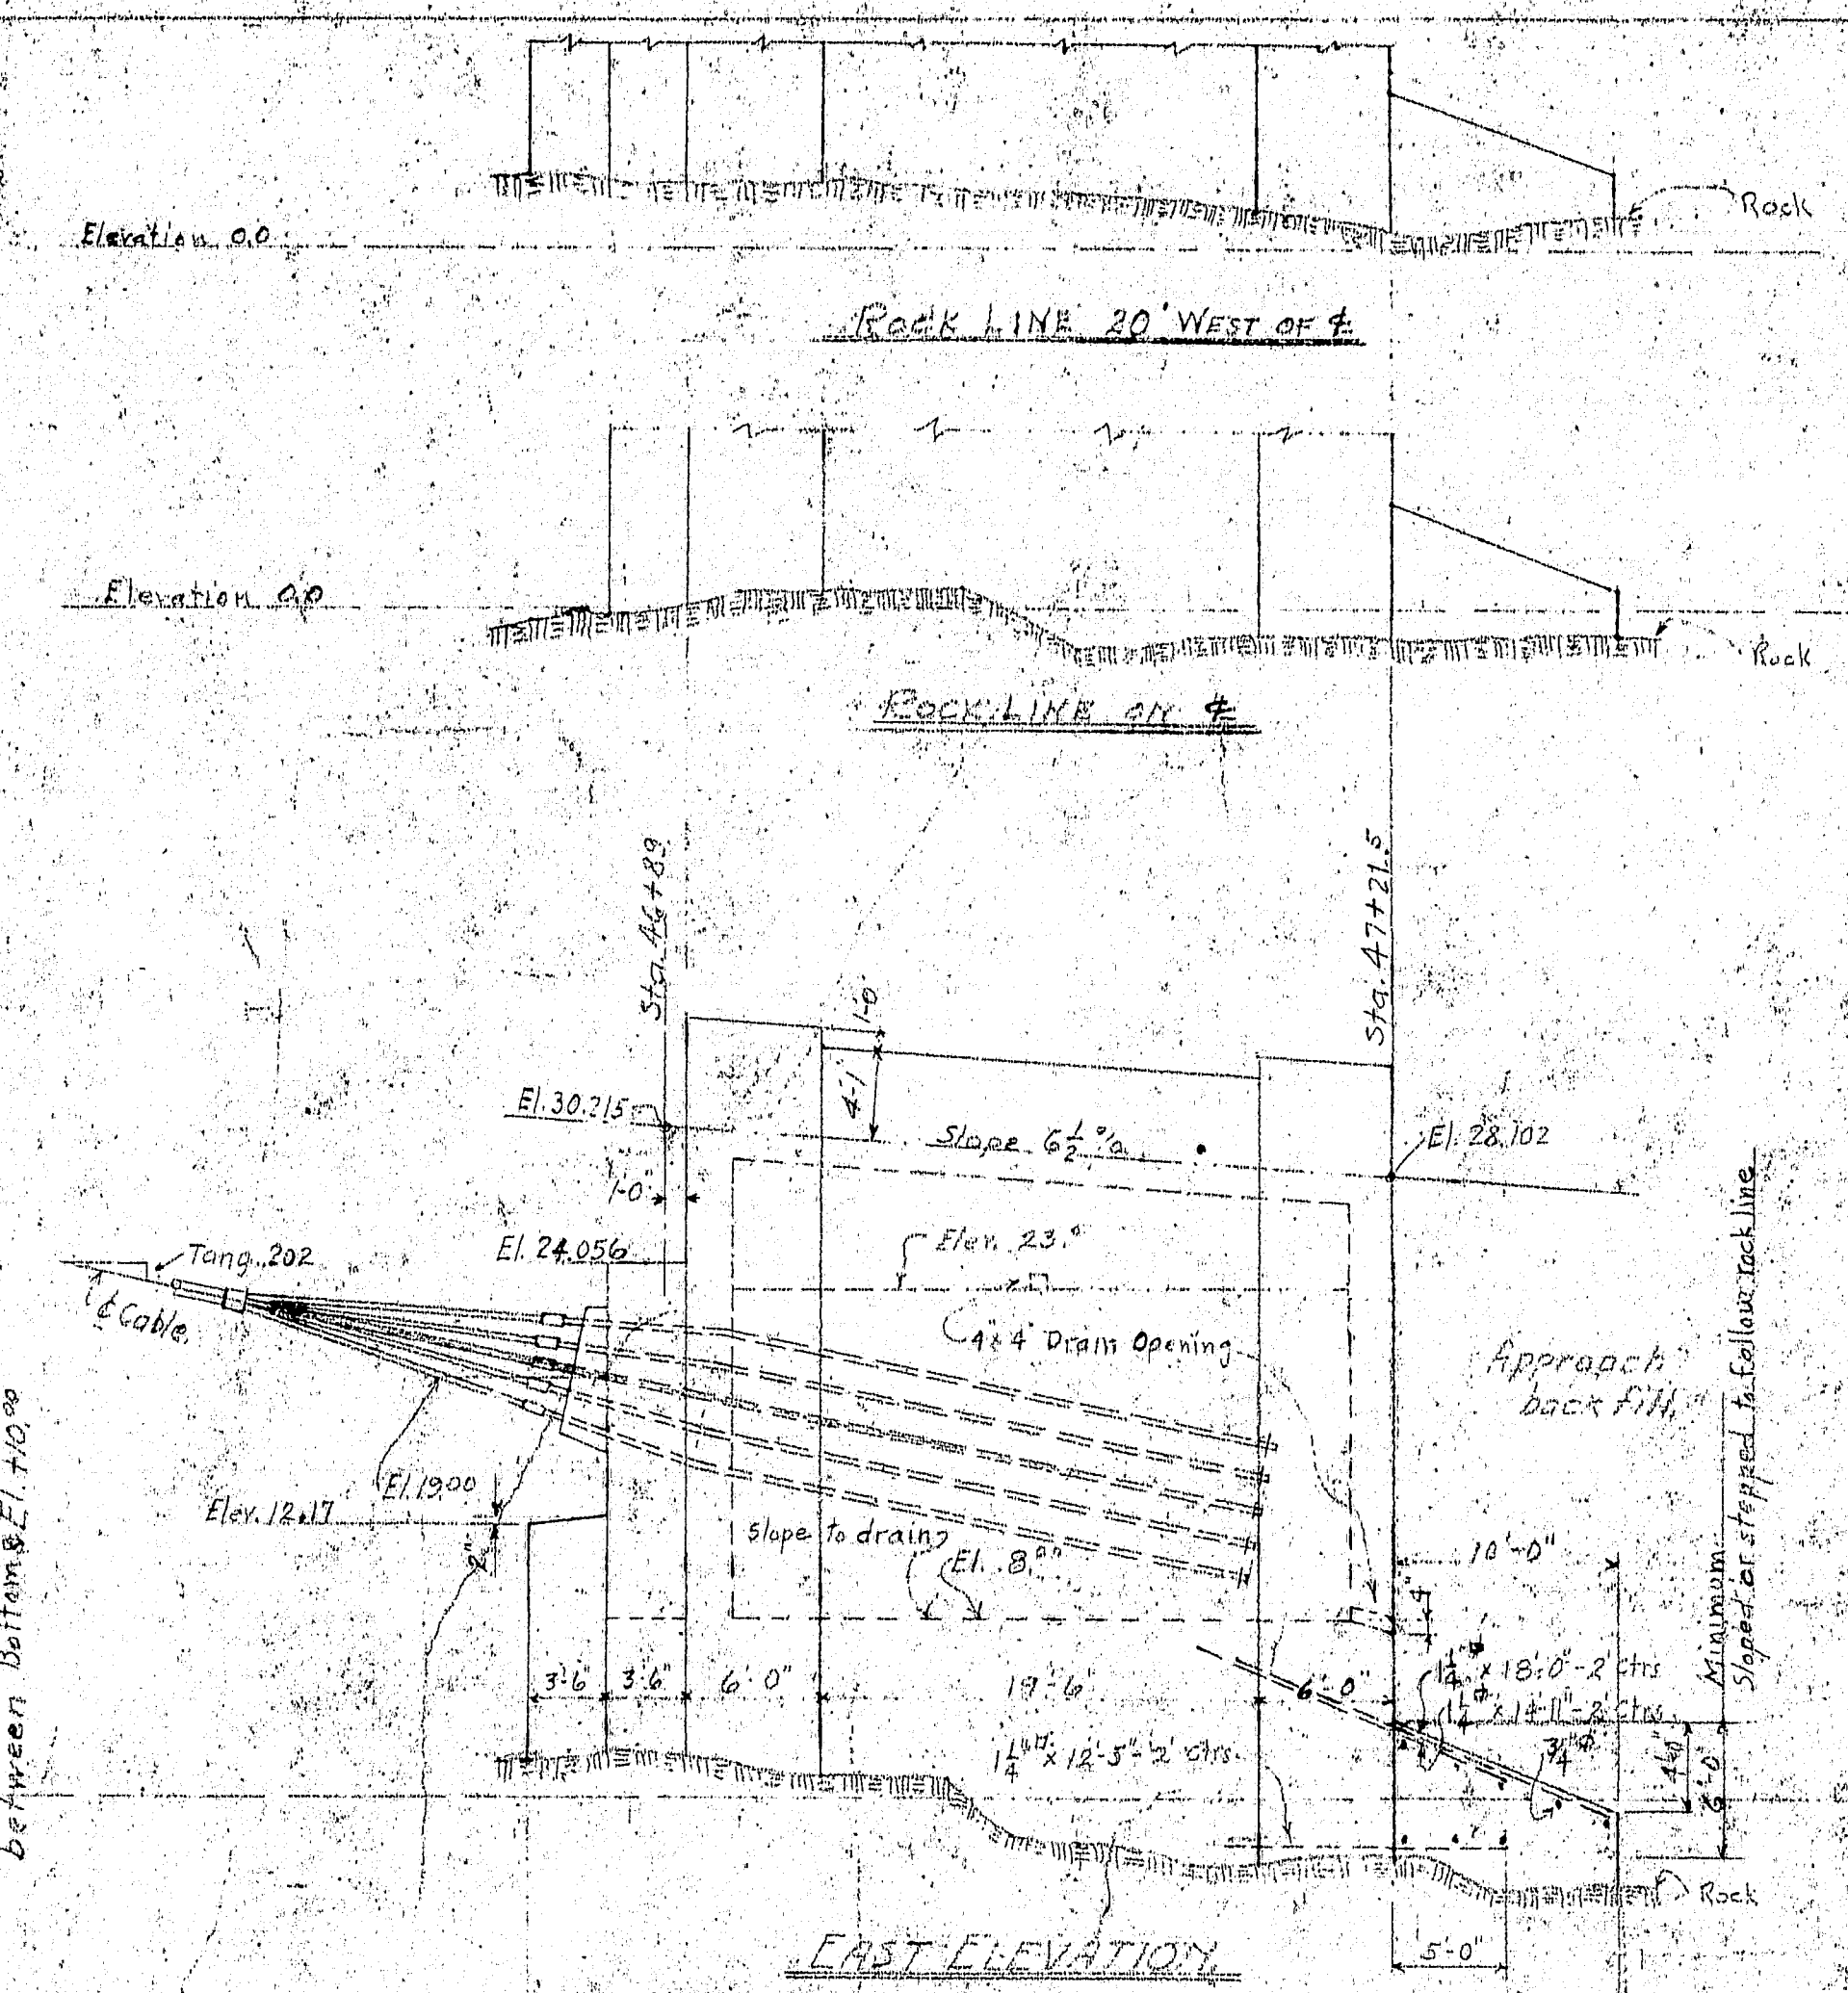 Rock
Elevation 0.0
ROCK LINE 20' WEST OF ℄
Elevation 0.0
Rock
ROCK LINE ON ℄
Sta. 46+89
Sta. 47+21.5
1'-0"
4'-1"
El. 30.215
Slope 6½%
El. 28.102
1'-0"
El. 24.056
Elev. 23.0
Tang. .202
℄ Cable
4"x4" Drain Opening
Approach
back fill
Minimum
Sloped or stepped to follow rock line
between Bottom & El. +10.00
El. 19.00
Elev. 12.17
2"
Slope to drain
El. 8.00
10'-0"
4"
3'-6"
3'-6"
6'-0"
19'-6"
6'-0"
1¼"⌀ x 18'-0"-2' Ctrs
1¼"⌀ x 14'-11"-2' Ctrs.
1¼" x 12'-5"-2' Ctrs.
¾"⌀
4'-0"
6'-0"
Rock
EAST ELEVATION
5'-0"